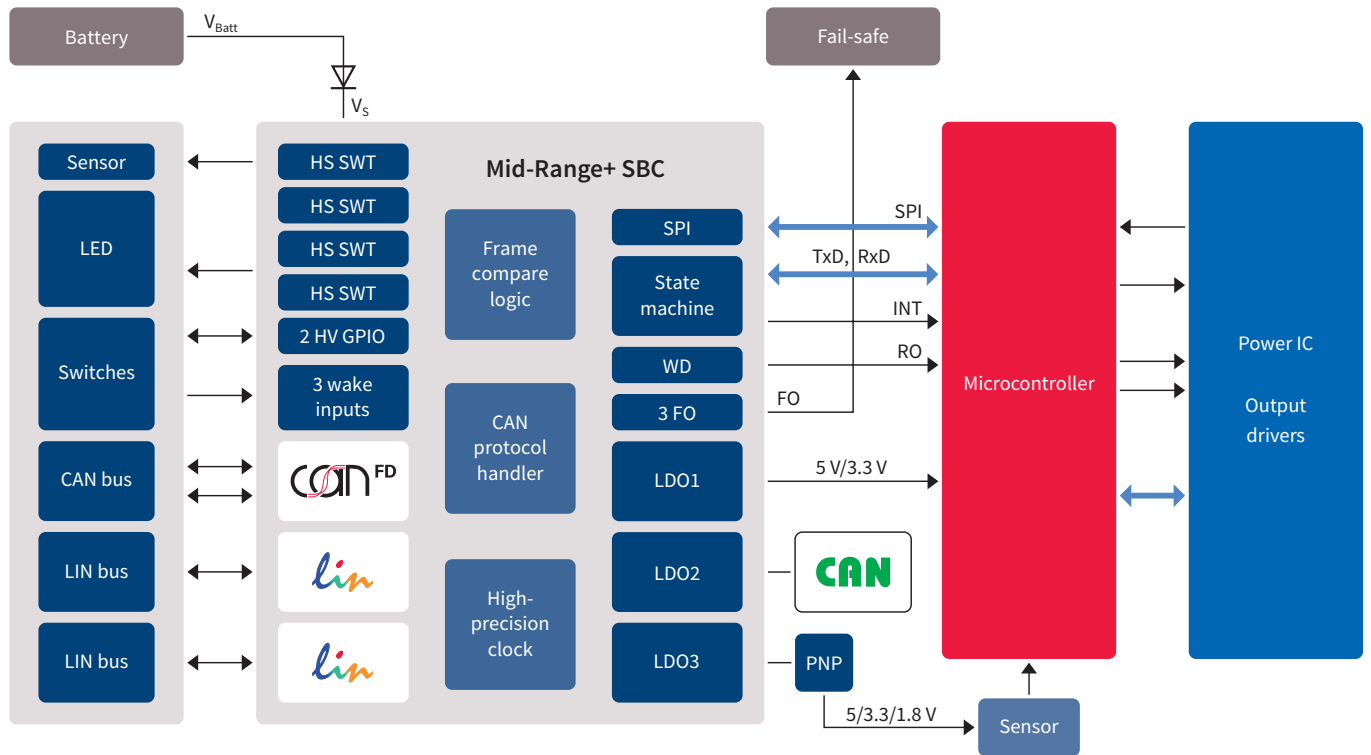 Battery
V_Batt
V_S
Fail-safe
Sensor
LED
Switches
CAN bus
LIN bus
LIN bus
Mid-Range+ SBC
HS SWT
HS SWT
HS SWT
HS SWT
2 HV GPIO
3 wake
inputs
CAN FD
lin
lin
Frame
compare
logic
CAN
protocol
handler
High-
precision
clock
SPI
State
machine
WD
3 FO
LDO1
LDO2
LDO3
SPI
TxD, RxD
INT
RO
FO
5 V/3.3 V
CAN
PNP
5/3.3/1.8 V
Sensor
Microcontroller
Power IC
Output
drivers